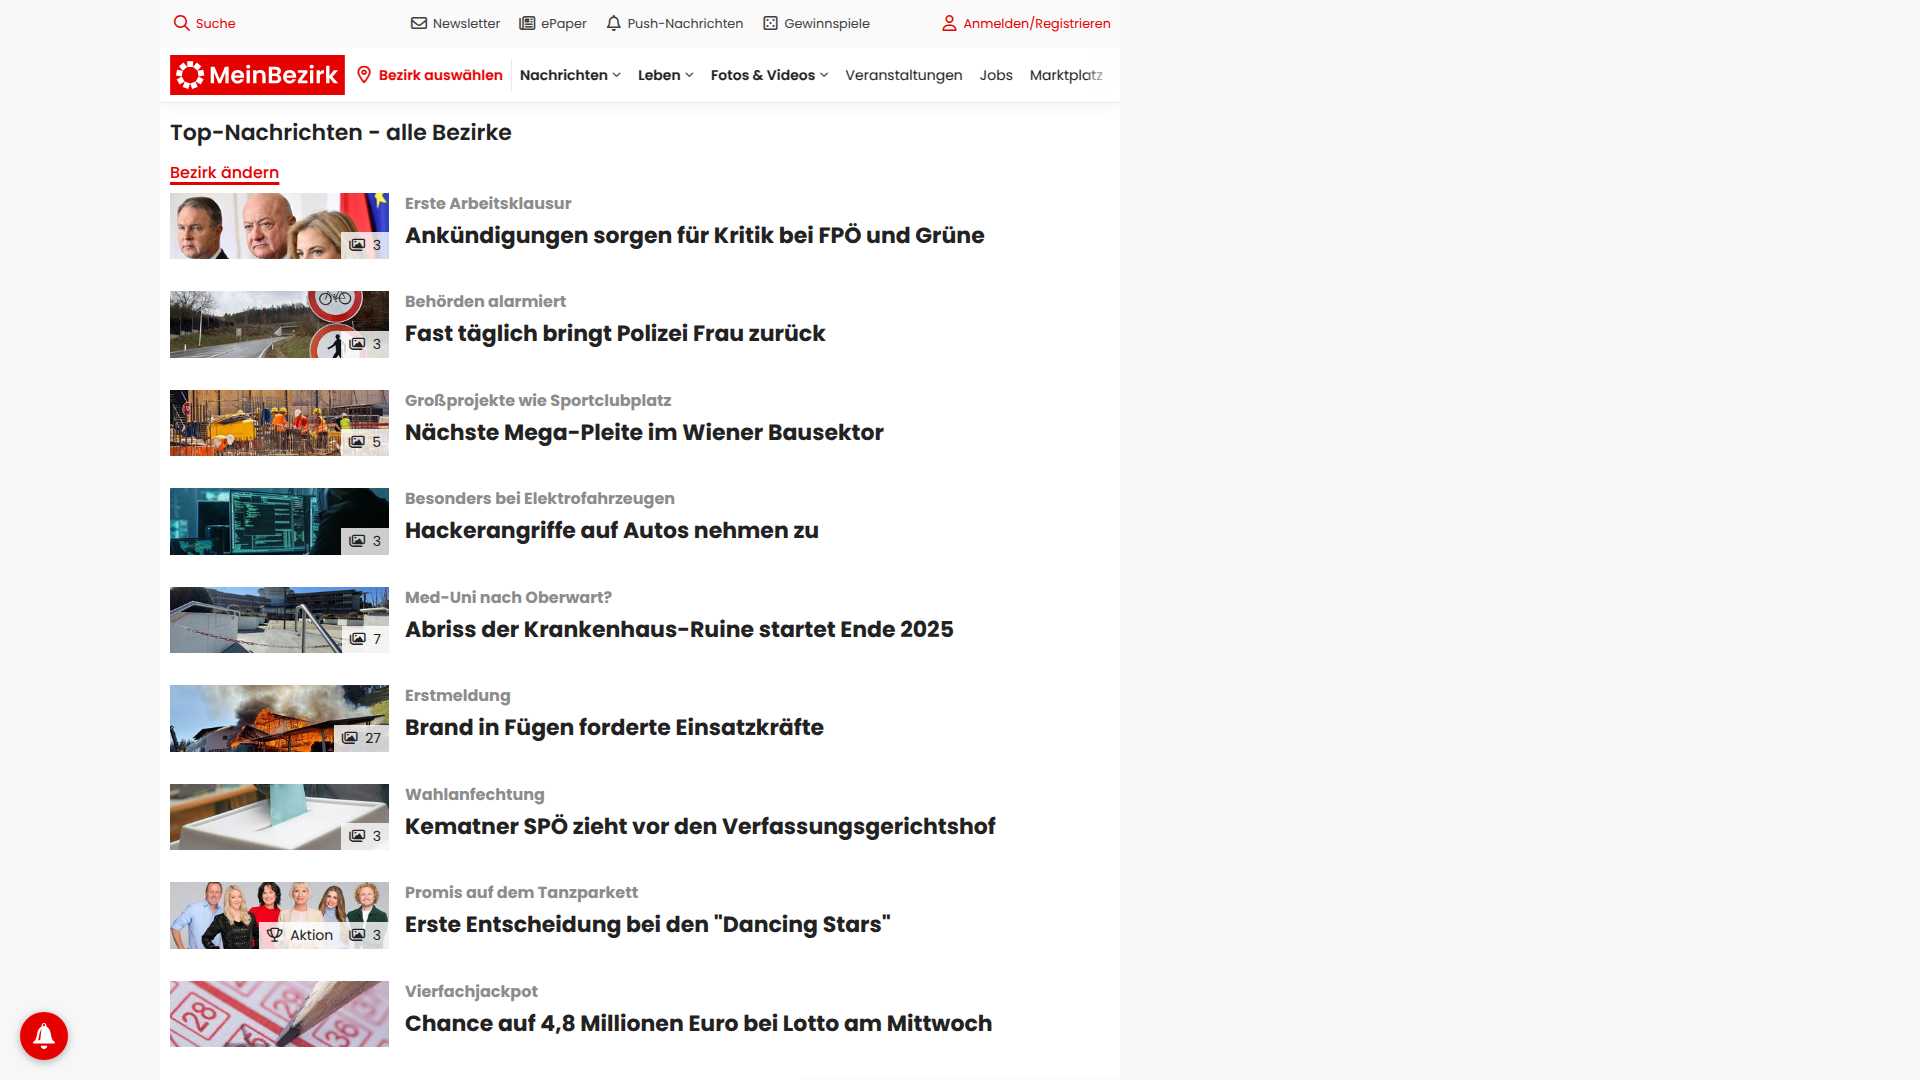 Suche
Newsletter
ePaper
Push-Nachrichten
Gewinnspiele
Anmelden/Registrieren
MeinBezirk
Bezirk auswählen
Nachrichten
Leben
Fotos & Videos
Veranstaltungen
Jobs
Marktplatz
Top-Nachrichten - alle Bezirke
Bezirk ändern
3
Erste Arbeitsklausur
Ankündigungen sorgen für Kritik bei FPÖ und Grüne
3
Behörden alarmiert
Fast täglich bringt Polizei Frau zurück
5
Großprojekte wie Sportclubplatz
Nächste Mega-Pleite im Wiener Bausektor
3
Besonders bei Elektrofahrzeugen
Hackerangriffe auf Autos nehmen zu
7
Med-Uni nach Oberwart?
Abriss der Krankenhaus-Ruine startet Ende 2025
27
Erstmeldung
Brand in Fügen forderte Einsatzkräfte
3
Wahlanfechtung
Kematner SPÖ zieht vor den Verfassungsgerichtshof
Aktion 3
Promis auf dem Tanzparkett
Erste Entscheidung bei den "Dancing Stars"
28
29
36
Vierfachjackpot
Chance auf 4,8 Millionen Euro bei Lotto am Mittwoch